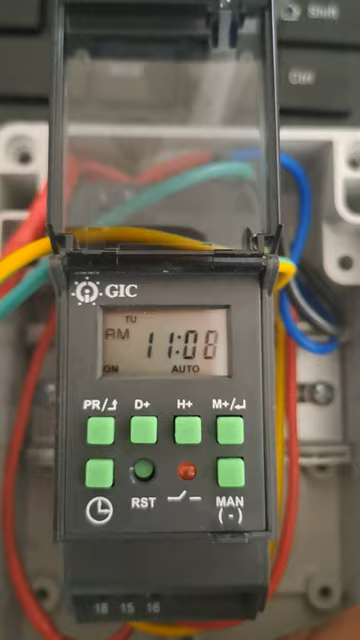 Shift
Ctrl
GIC
TU
AM 11:08
ON AUTO
PR/ D+ H+ M+/
RST MAN
(-)
18 15 16